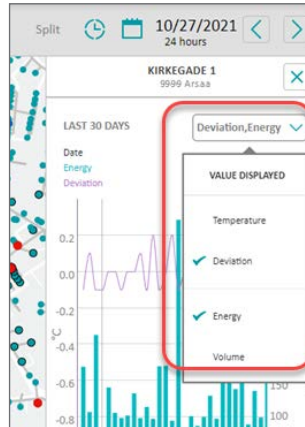 Split
10/27/2021
24 hours
KIRKEGADE 1
9999 Arsaa
LAST 30 DAYS
Deviation,Energy
Date
Energy
Deviation
VALUE DISPLAYED
Temperature
Deviation
Energy
Volume
0.2
0.0
-0.2
°C
-0.4
-0.6
-0.8
150
100